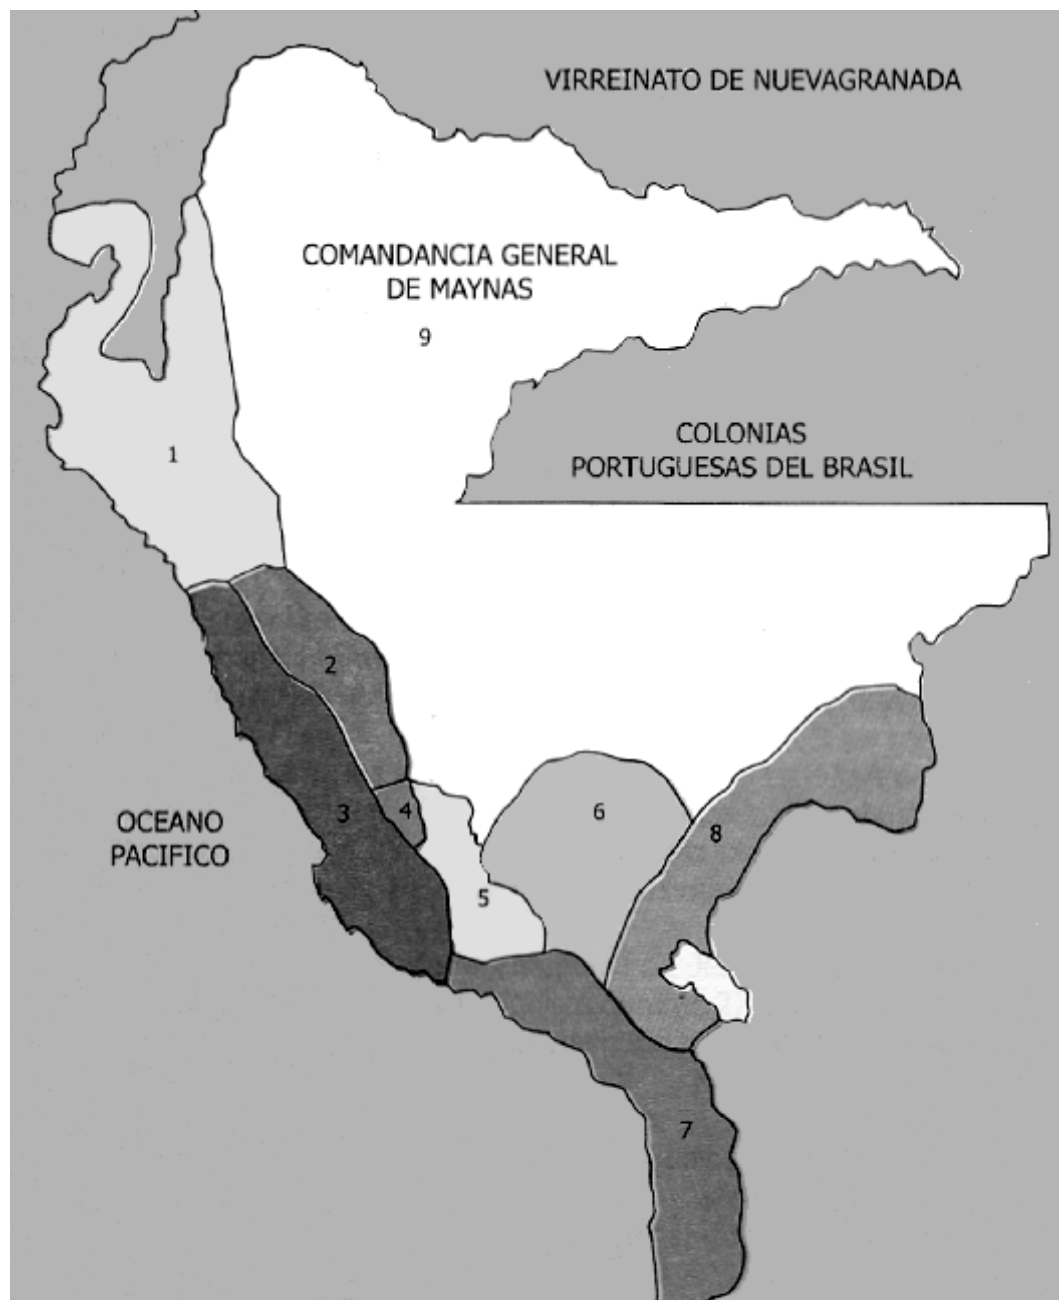 VIRREINATO DE NUEVAGRANADA
COMANDANCIA GENERAL
DE MAYNAS
9
COLONIAS
PORTUGUESAS DEL BRASIL
1
2
3
4
OCEANO
PACIFICO
6
8
5
7